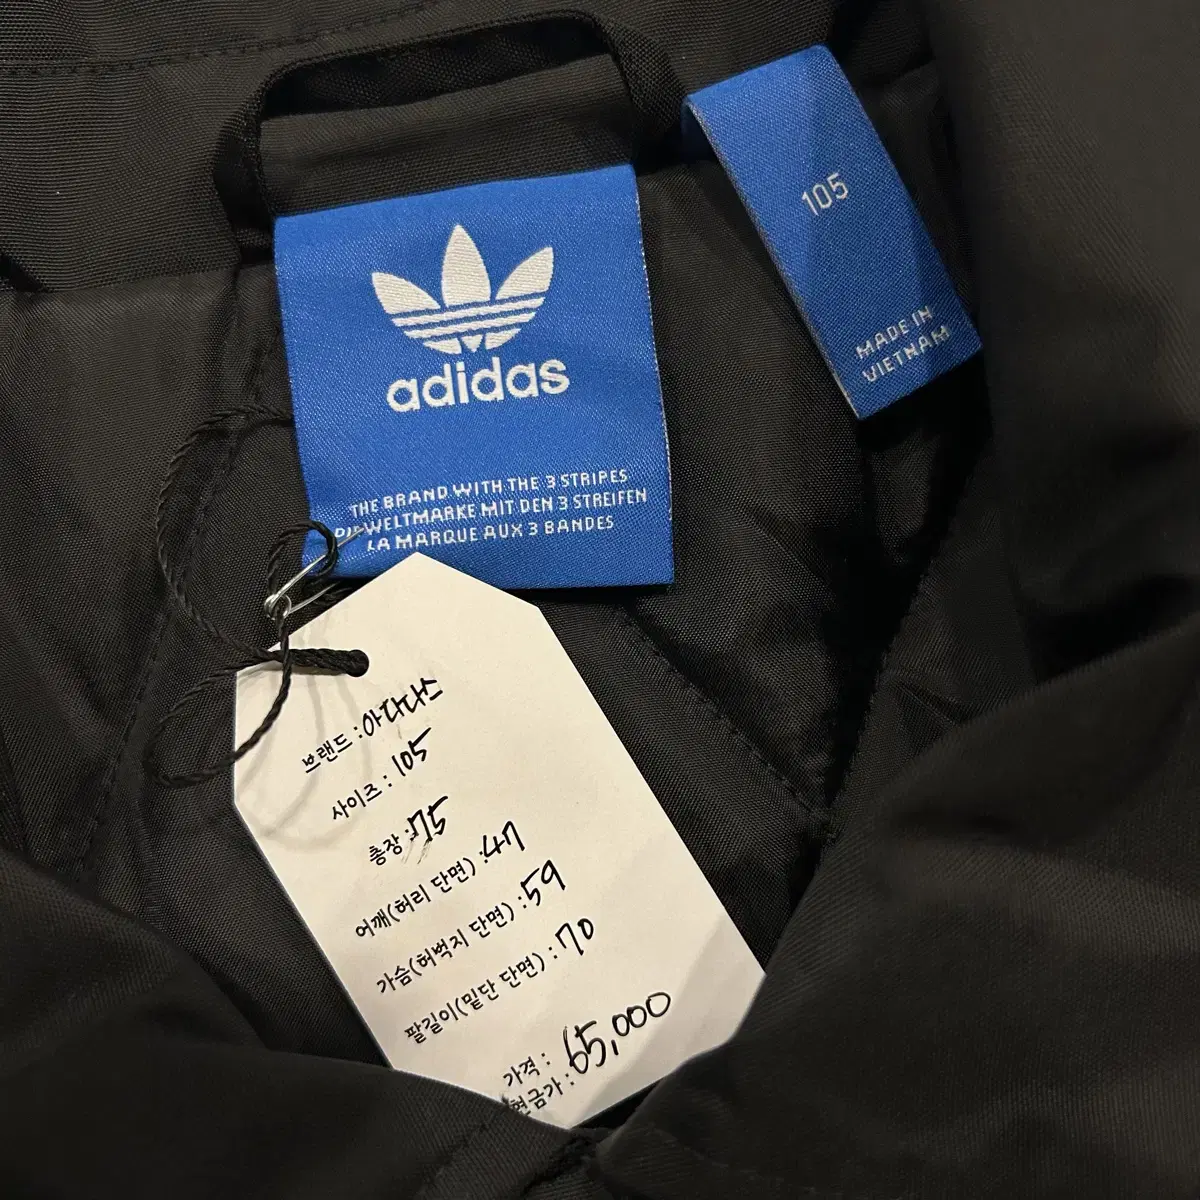 adidas
THE BRAND WITH THE 3 STRIPES
DIE WELTMARKE MIT DEN 3 STREIFEN
LA MARQUE AUX 3 BANDES
105
MADE IN
VIETNAM
브랜드 : 아디다스
사이즈 : 105
총장 : 75
어깨(허리 단면) : 47
가슴(허벅지 단면) : 59
팔길이(밑단 단면) : 70
가격 : 65,000
현금가 :